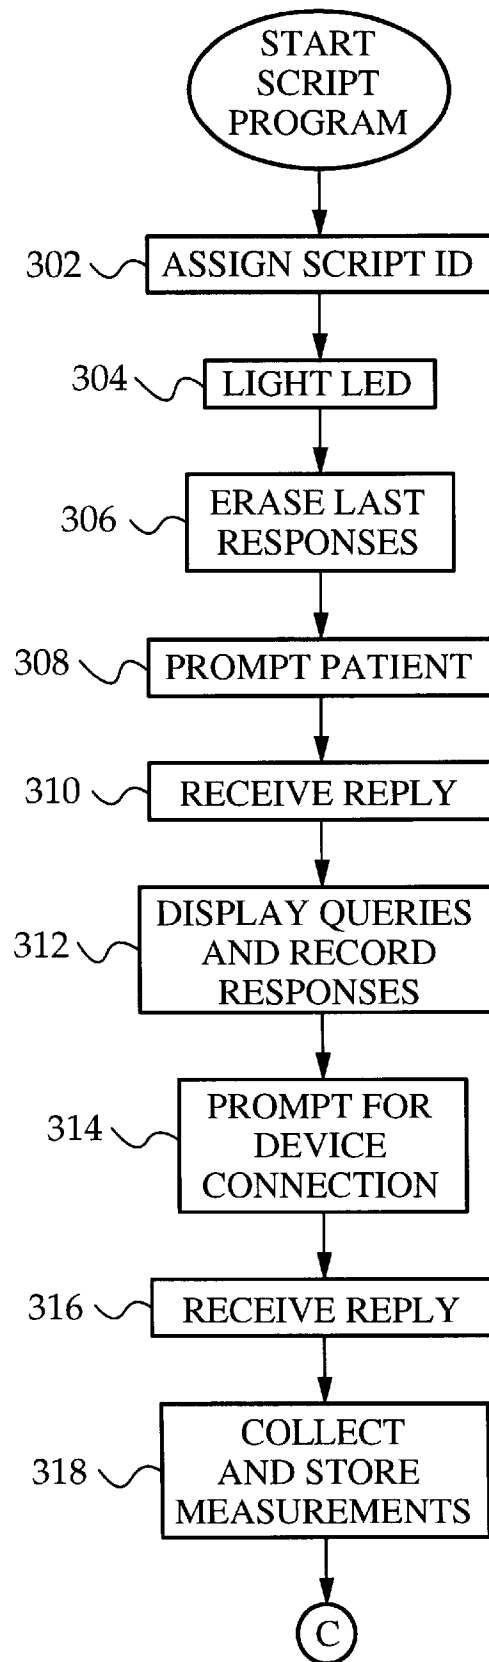 START
SCRIPT
PROGRAM
302
ASSIGN SCRIPT ID
304
LIGHT LED
306
ERASE LAST
RESPONSES
308
PROMPT PATIENT
310
RECEIVE REPLY
312
DISPLAY QUERIES
AND RECORD
RESPONSES
314
PROMPT FOR
DEVICE
CONNECTION
316
RECEIVE REPLY
318
COLLECT
AND STORE
MEASUREMENTS
C